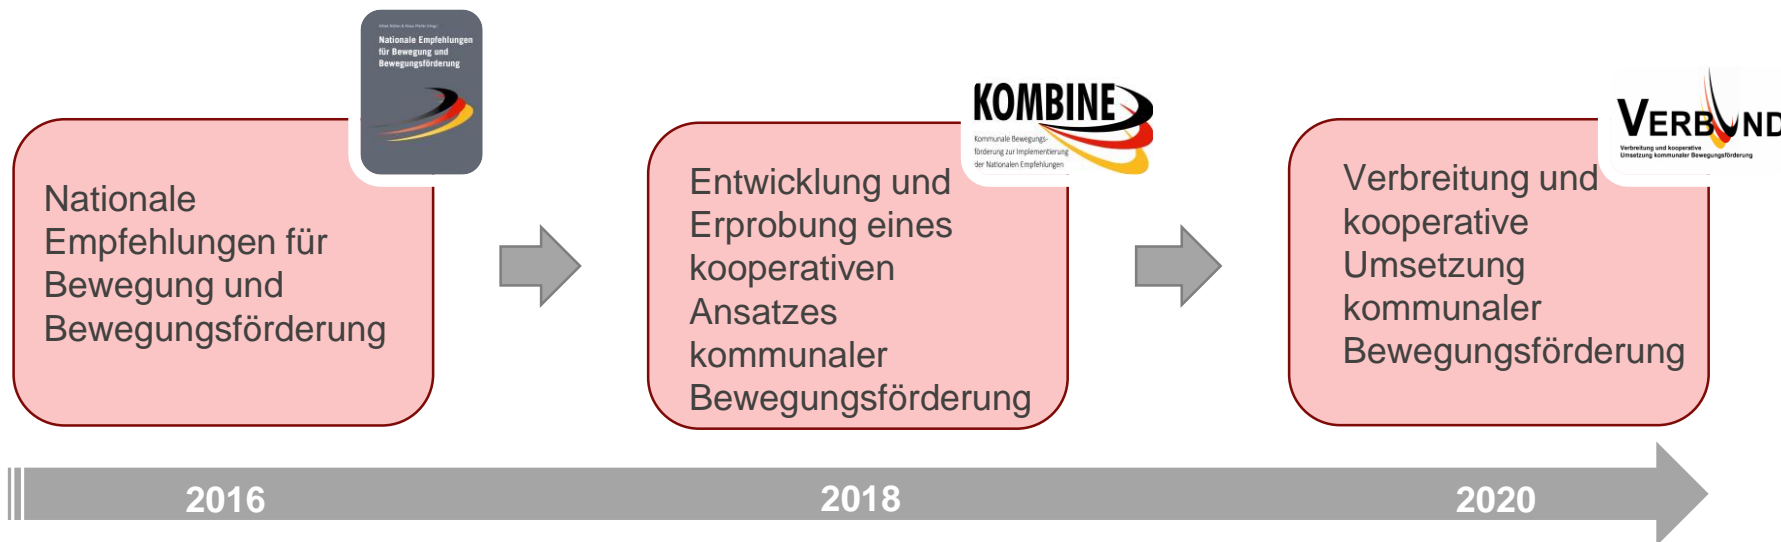 Nationale Empfehlungen
für Bewegung und
Bewegungsförderung
Nationale
Empfehlungen für
Bewegung und
Bewegungsförderung
KOMBINE
Kommunale Bewegungs-
förderung zur Implementierung
der Nationalen Empfehlungen
Entwicklung und
Erprobung eines
kooperativen
Ansatzes
kommunaler
Bewegungsförderung
VERBUND
Verbreitung und kooperative
Umsetzung kommunaler Bewegungsförderung
Verbreitung und
kooperative
Umsetzung
kommunaler
Bewegungsförderung
2016
2018
2020